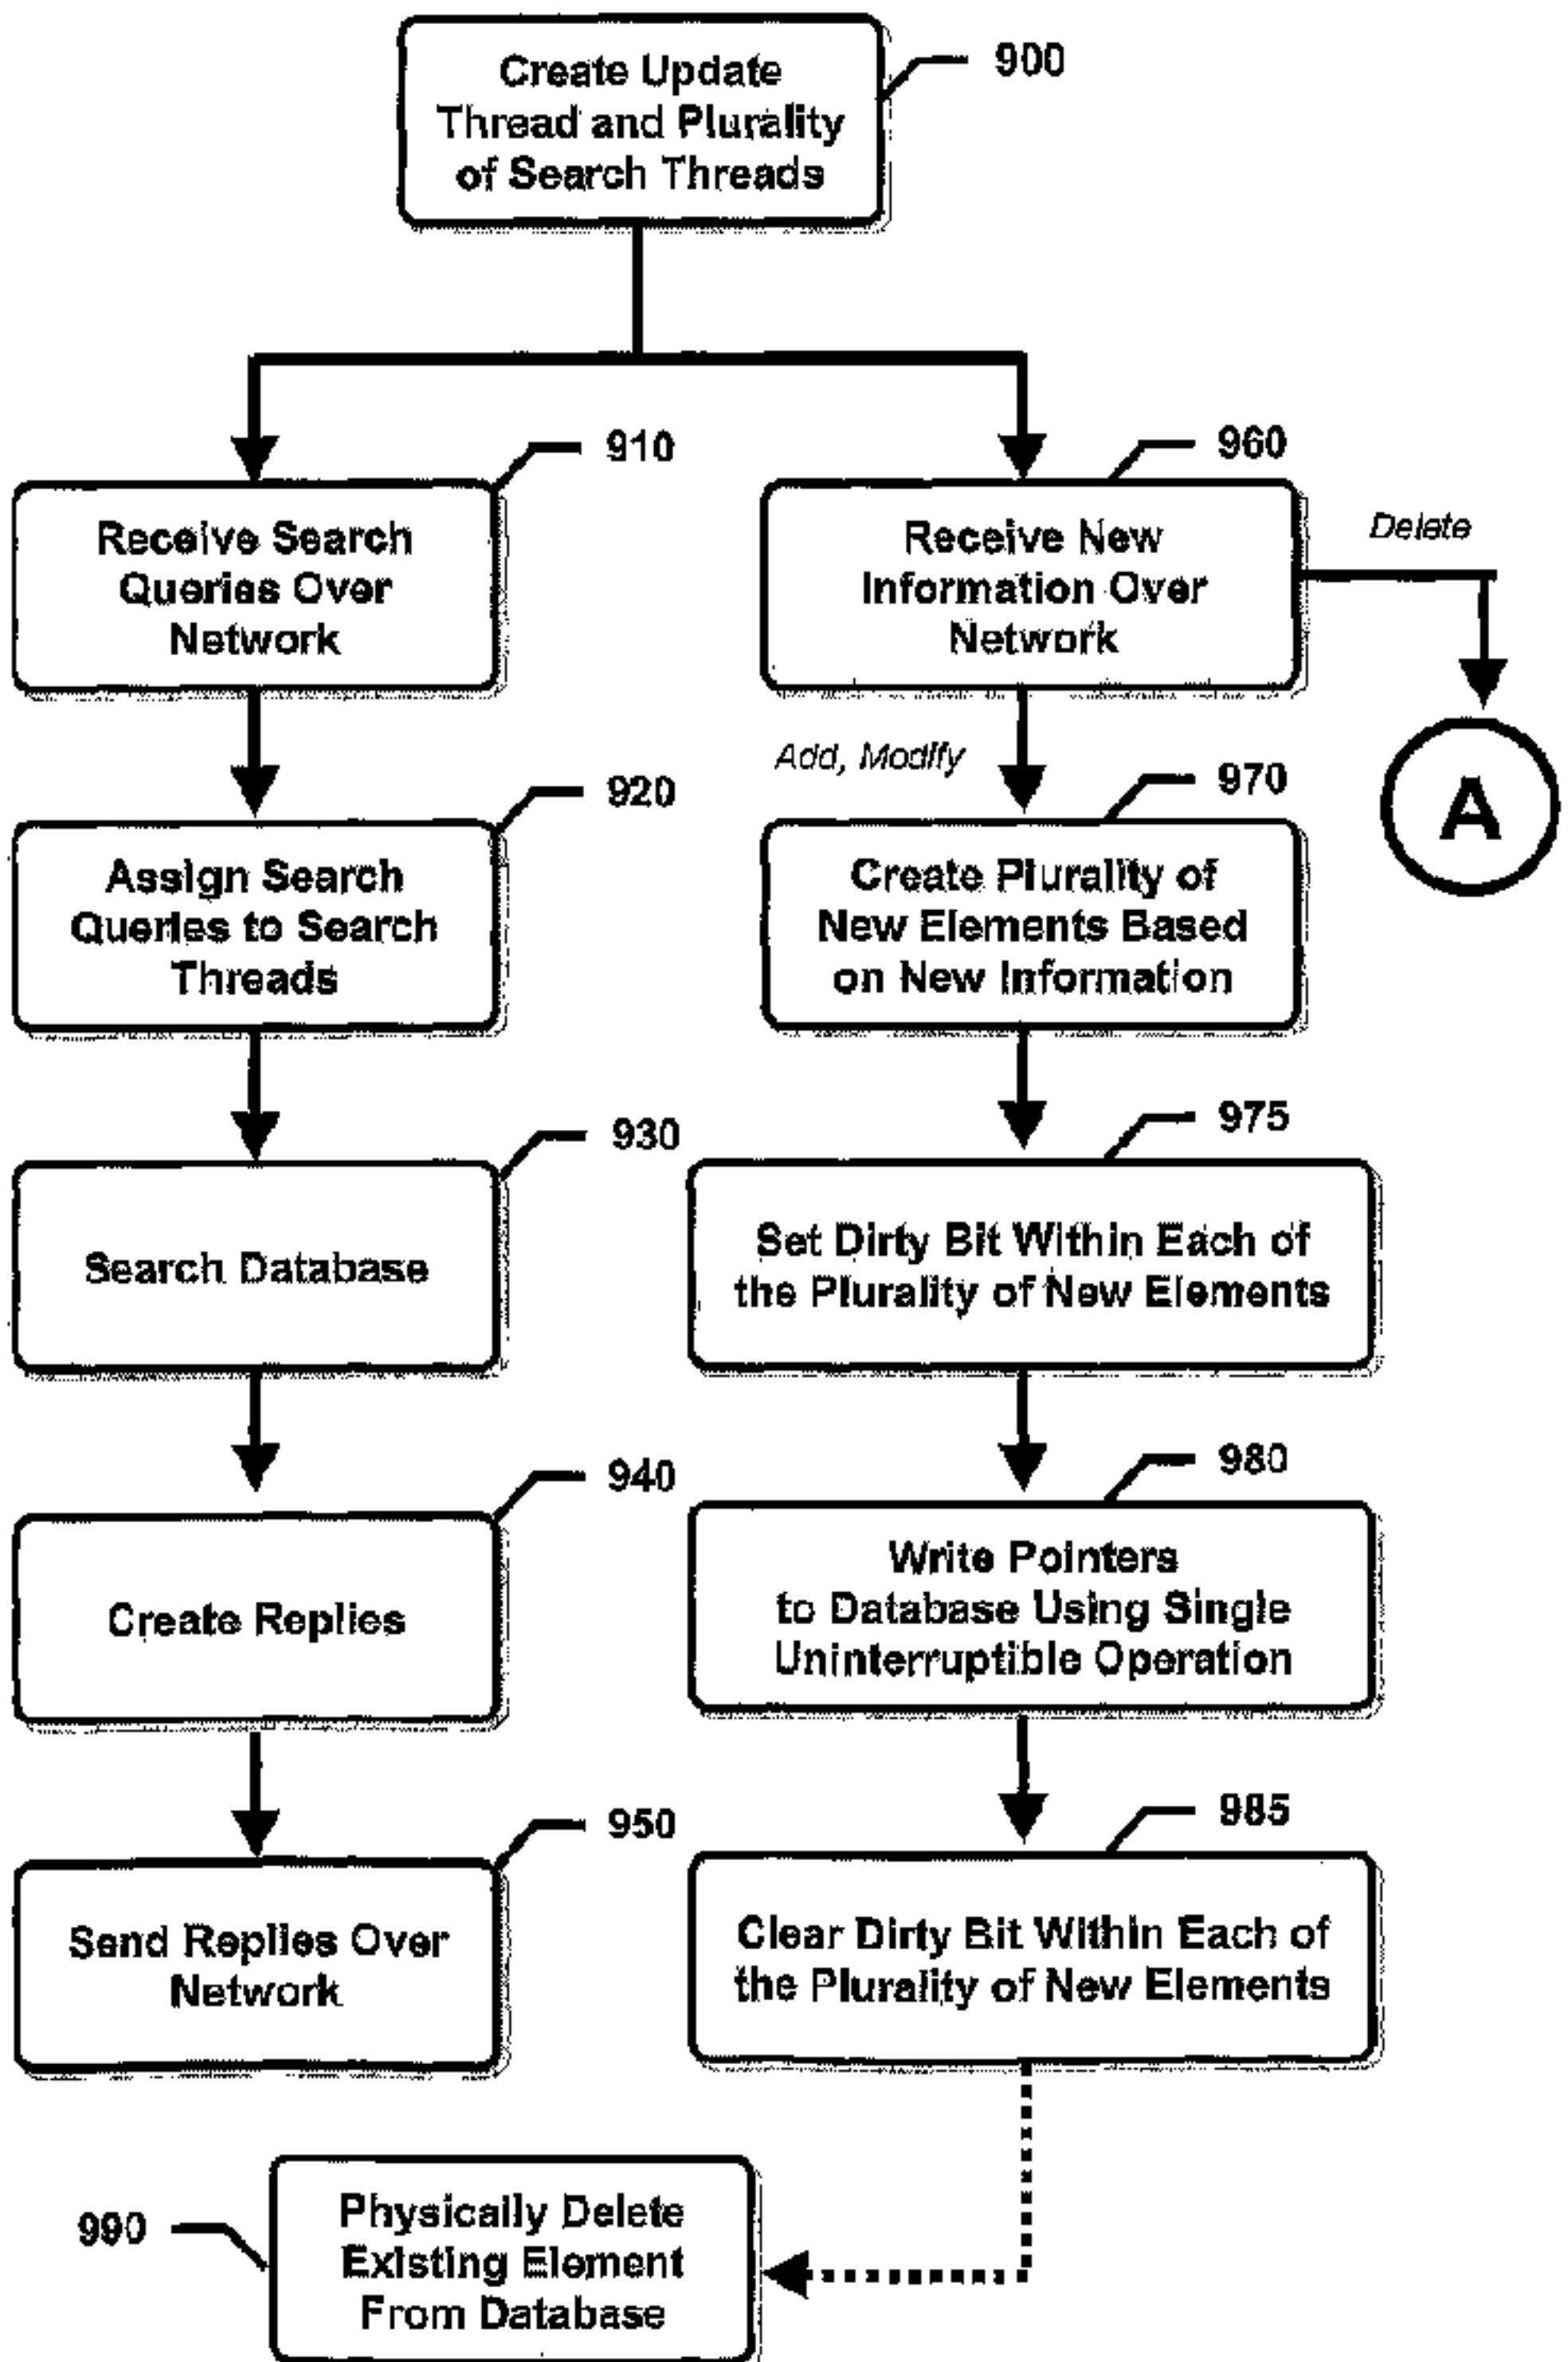 Create Update
Thread and Plurality
of Search Threads
900
910
Receive Search
Queries Over
Network
960
Receive New
Information Over
Network
Delete
A
Add, Modify
920
Assign Search
Queries to Search
Threads
970
Create Plurality of
New Elements Based
on New Information
930
Search Database
975
Set Dirty Bit Within Each of
the Plurality of New Elements
940
Create Replies
980
Write Pointers
to Database Using Single
Uninterruptible Operation
950
Send Replies Over
Network
985
Clear Dirty Bit Within Each of
the Plurality of New Elements
990
Physically Delete
Existing Element
From Database